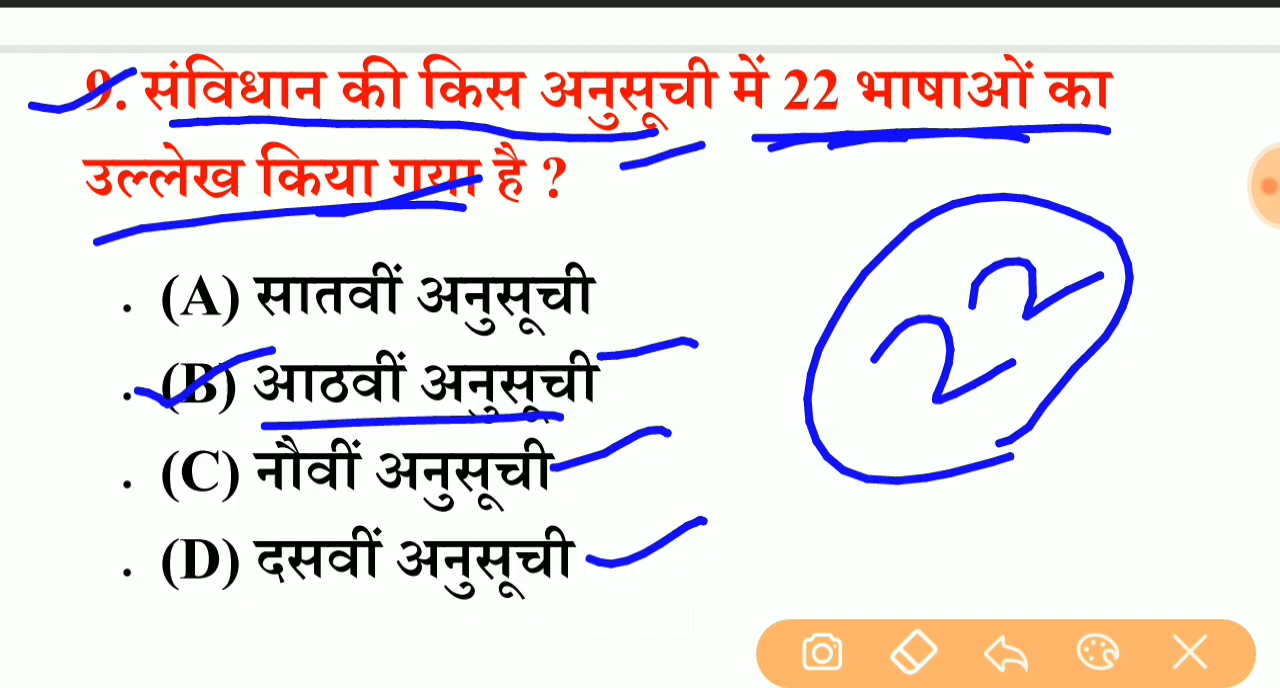 9. संविधान की किस अनुसूची में 22 भाषाओं का
उल्लेख किया गया है ?
. (A) सातवीं अनुसूची
. (B) आठवीं अनुसूची
. (C) नौवीं अनुसूची
. (D) दसवीं अनुसूची
22